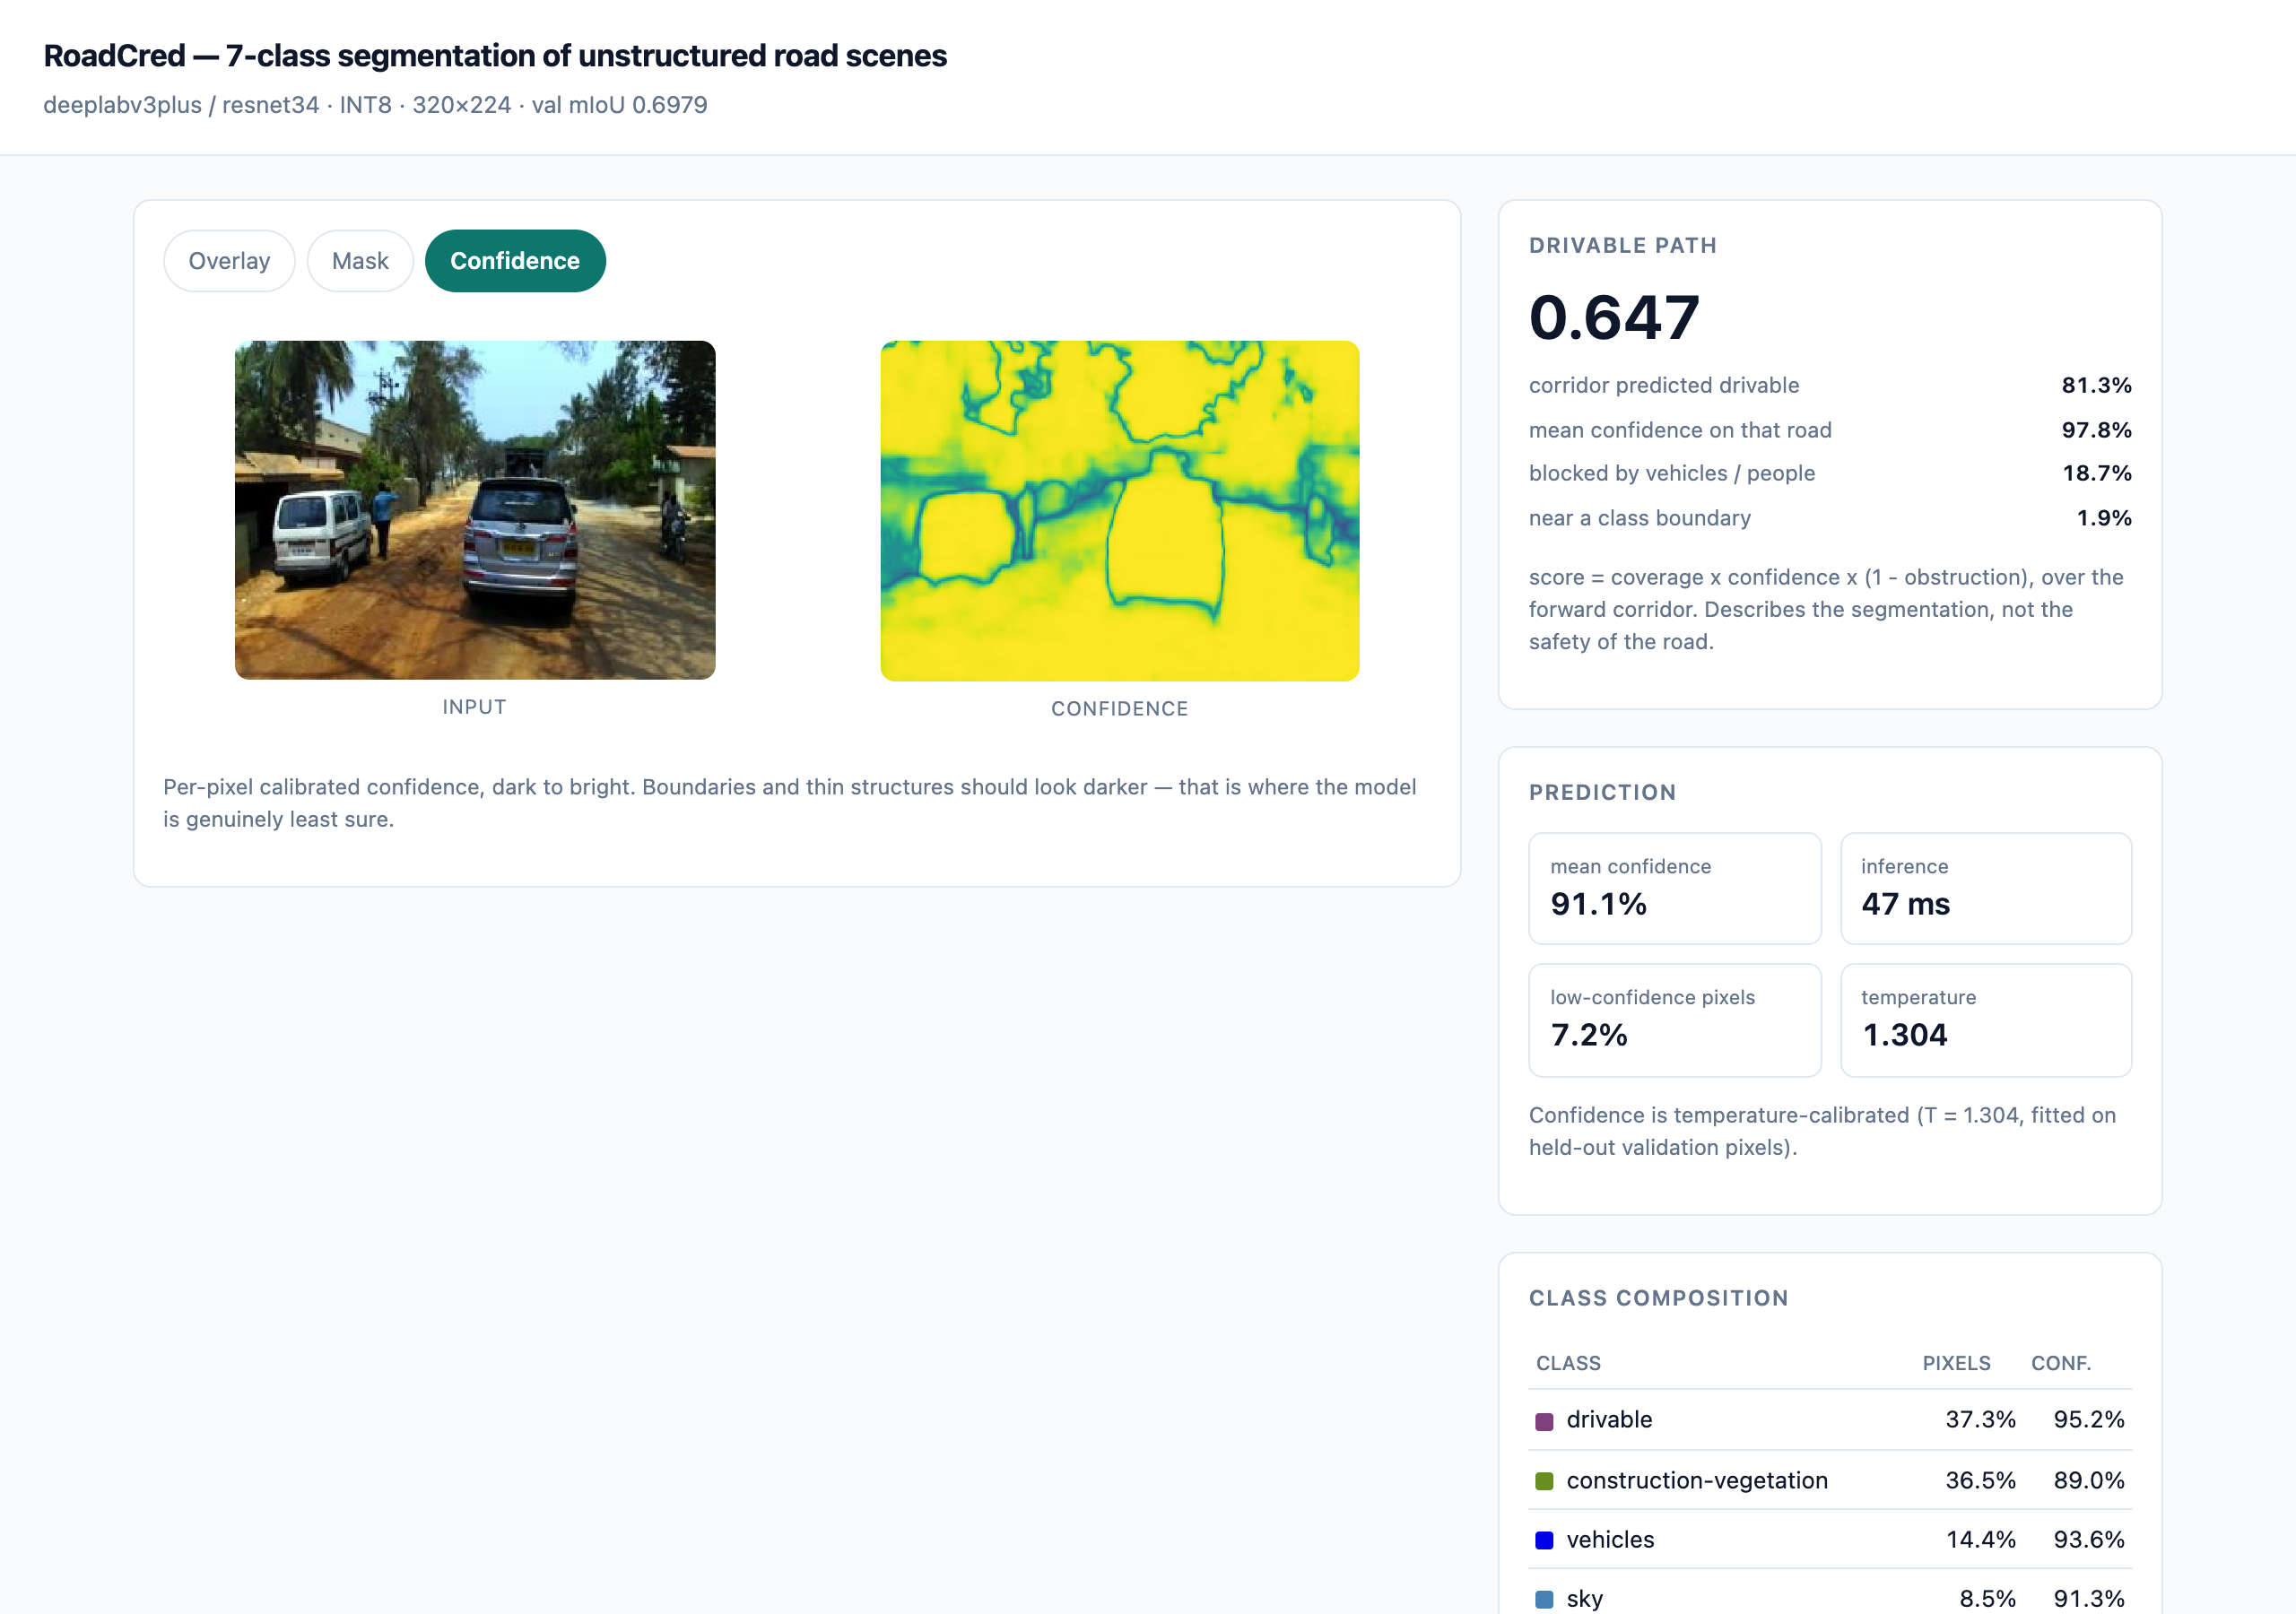 RoadCred — 7-class segmentation of unstructured road scenes
deeplabv3plus / resnet34 · INT8 · 320×224 · val mIoU 0.6979
Overlay
Mask
Confidence
INPUT
CONFIDENCE
Per-pixel calibrated confidence, dark to bright. Boundaries and thin structures should look darker — that is where the model
is genuinely least sure.
DRIVABLE PATH
0.647
corridor predicted drivable 81.3%
mean confidence on that road 97.8%
blocked by vehicles / people 18.7%
near a class boundary 1.9%
score = coverage x confidence x (1 - obstruction), over the
forward corridor. Describes the segmentation, not the
safety of the road.
PREDICTION
mean confidence
91.1%
inference
47 ms
low-confidence pixels
7.2%
temperature
1.304
Confidence is temperature-calibrated (T = 1.304, fitted on
held-out validation pixels).
CLASS COMPOSITION
CLASS PIXELS CONF.
drivable 37.3% 95.2%
construction-vegetation 36.5% 89.0%
vehicles 14.4% 93.6%
sky 8.5% 91.3%